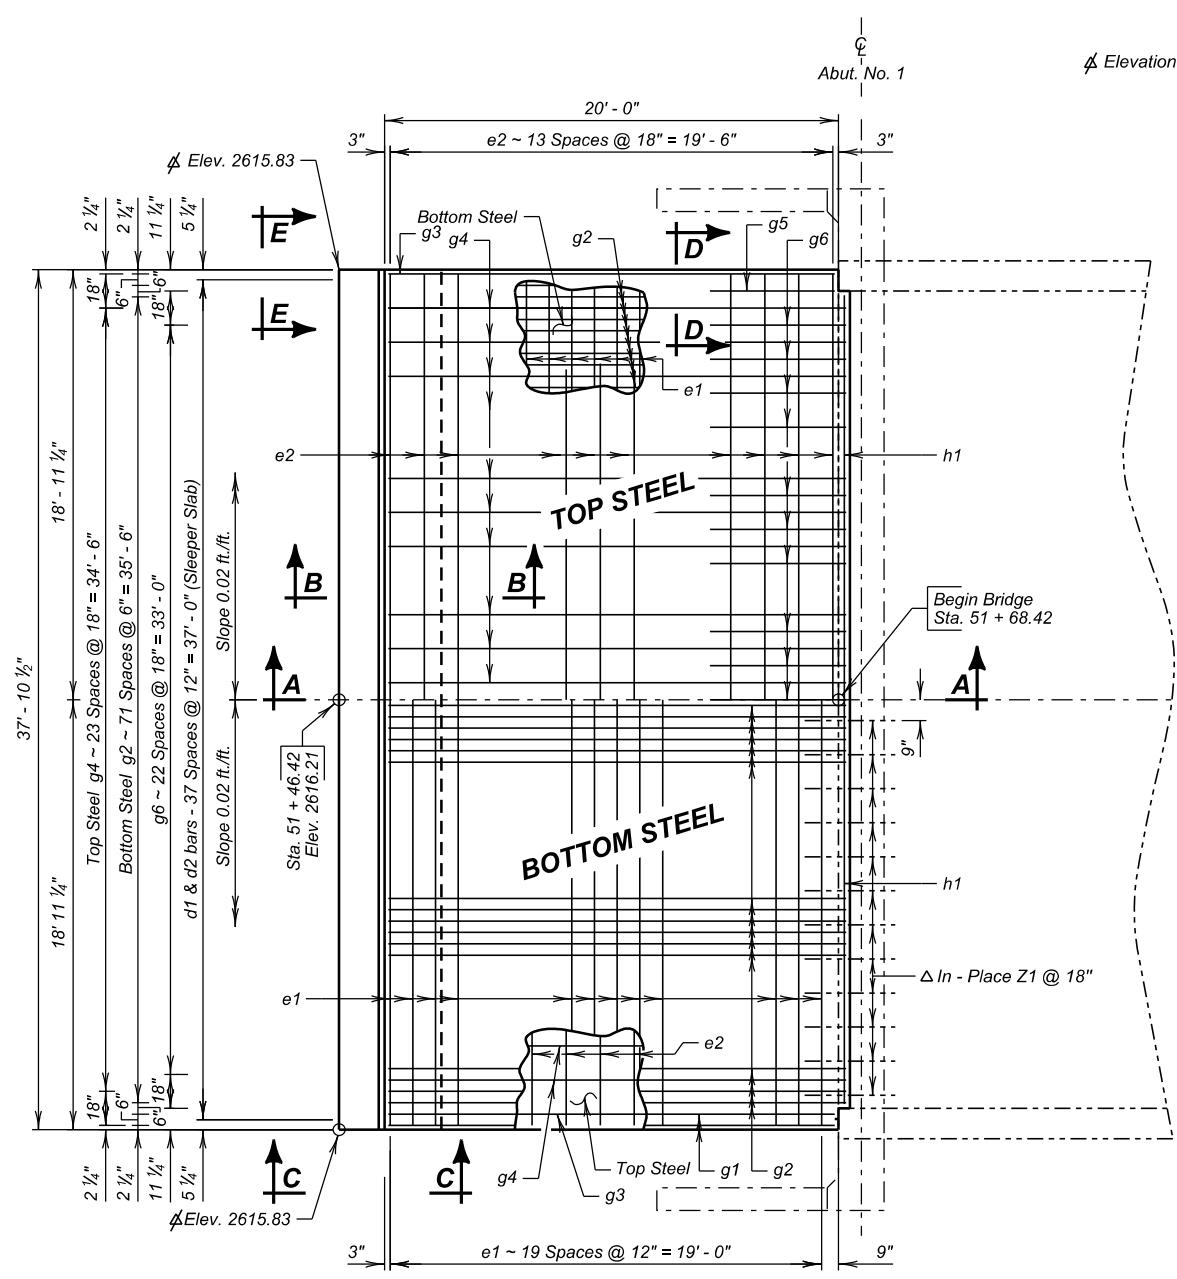 ℄
Abut. No. 1
Elevation
20' - 0"
3"
e2 ~ 13 Spaces @ 18" = 19' - 6"
3"
Elev. 2615.83
2 ¼"
2 ¼"
11 ¼"
5 ¼"
E
Bottom Steel
g3
g4
g2
D
g5
g6
18"
6"
18"
6"
E
D
e1
e2
h1
TOP STEEL
18' - 11 ¼"
37' - 10 ½"
18' 11 ¼"
Top Steel g4 ~ 23 Spaces @ 18" = 34' - 6"
Bottom Steel g2 ~ 71 Spaces @ 6" = 35' - 6"
g6 ~ 22 Spaces @ 18" = 33' - 0"
d1 & d2 bars - 37 Spaces @ 12" = 37' - 0" (Sleeper Slab)
Slope 0.02 ft./ft.
Slope 0.02 ft./ft.
B
B
Begin Bridge
Sta. 51 + 68.42
A
A
Sta. 51 + 46.42
Elev. 2616.21
9"
BOTTOM STEEL
h1
△ In - Place Z1 @ 18"
e1
e2
18"
6"
18"
6"
2 ¼"
2 ¼"
11 ¼"
5 ¼"
C
C
g4
Top Steel
g3
g1
g2
Elev. 2615.83
3"
e1 ~ 19 Spaces @ 12" = 19' - 0"
9"